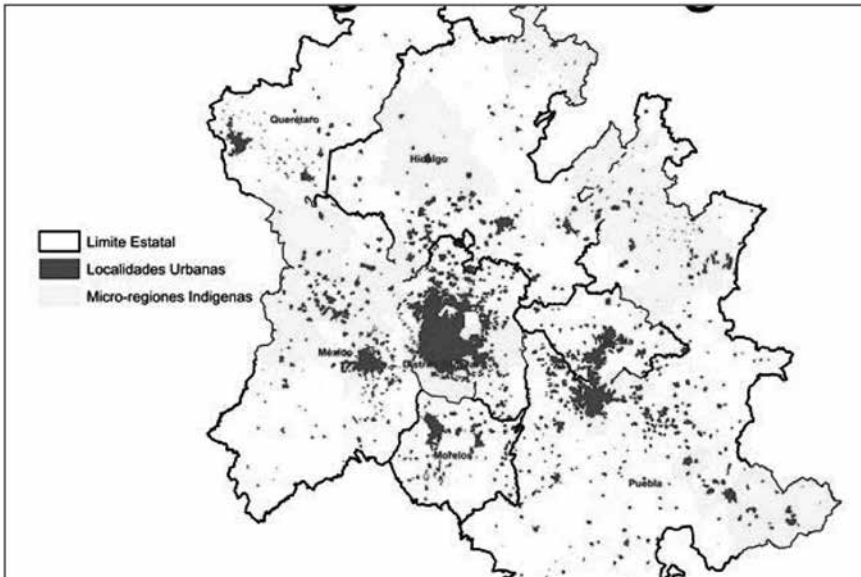 Querétaro
Hidalgo
Limite Estatal
Localidades Urbanas
Micro-regiones Indigenas
México
Morelos
Puebla